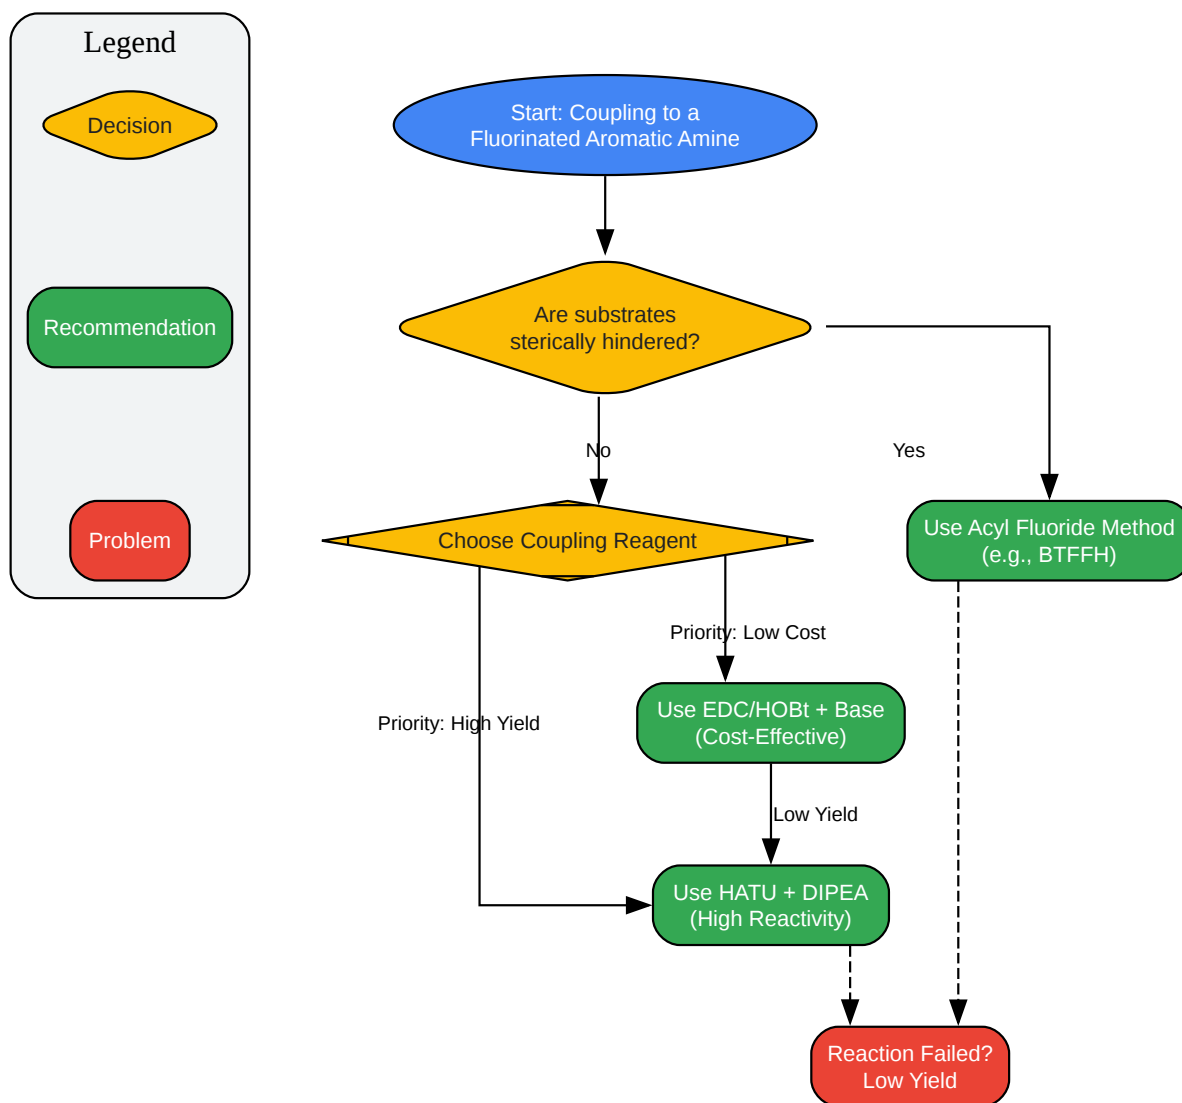 Legend
Decision
Recommendation
Problem
Start: Coupling to a
Fluorinated Aromatic Amine
Are substrates
sterically hindered?
No
Yes
Choose Coupling Reagent
Use Acyl Fluoride Method
(e.g., BTFFH)
Priority: Low Cost
Priority: High Yield
Use EDC/HOBt + Base
(Cost-Effective)
Low Yield
Use HATU + DIPEA
(High Reactivity)
Reaction Failed?
Low Yield